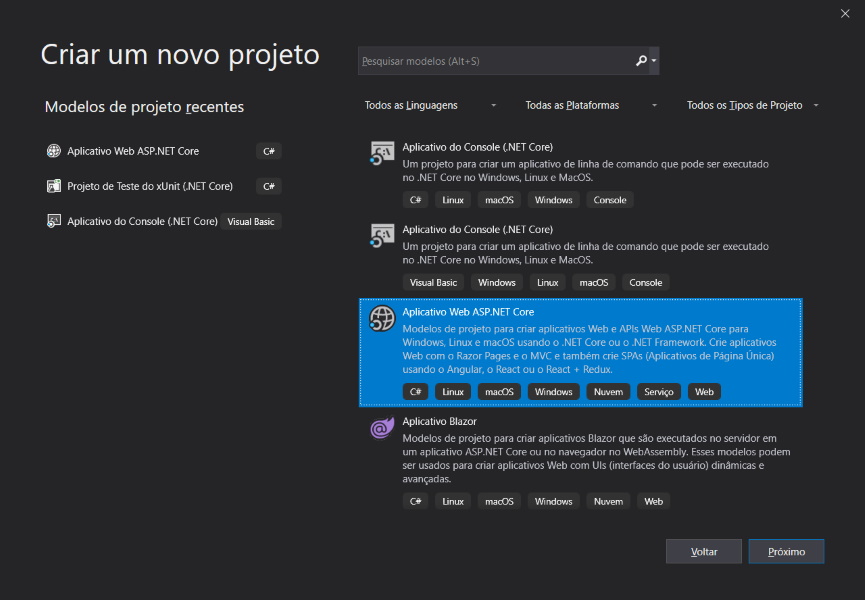 Criar um novo projeto
Pesquisar modelos (Alt+S)
Modelos de projeto recentes
Todos as Linguagens
Todas as Plataformas
Todos os Tipos de Projeto
Aplicativo Web ASP.NET Core C#
Projeto de Teste do xUnit (.NET Core) C#
Aplicativo do Console (.NET Core) Visual Basic
Aplicativo do Console (.NET Core)
Um projeto para criar um aplicativo de linha de comando que pode ser executado
no .NET Core no Windows, Linux e MacOS.
C# Linux macOS Windows Console
Aplicativo do Console (.NET Core)
Um projeto para criar um aplicativo de linha de comando que pode ser executado
no .NET Core no Windows, Linux e MacOS.
Visual Basic Windows Linux macOS Console
Aplicativo Web ASP.NET Core
Modelos de projeto para criar aplicativos Web e APIs Web ASP.NET Core para
Windows, Linux e macOS usando o .NET Core ou o .NET Framework. Crie aplicativos
Web com o Razor Pages e o MVC e também crie SPAs (Aplicativos de Página Única)
usando o Angular, o React ou o React + Redux.
C# Linux macOS Windows Nuvem Serviço Web
Aplicativo Blazor
Modelos de projeto para criar aplicativos Blazor que são executados no servidor em
um aplicativo ASP.NET Core ou no navegador no WebAssembly. Esses modelos podem
ser usados para criar aplicativos Web com UIs (interfaces do usuário) dinâmicas e
avançadas.
C# Linux macOS Windows Nuvem Web
Voltar
Próximo